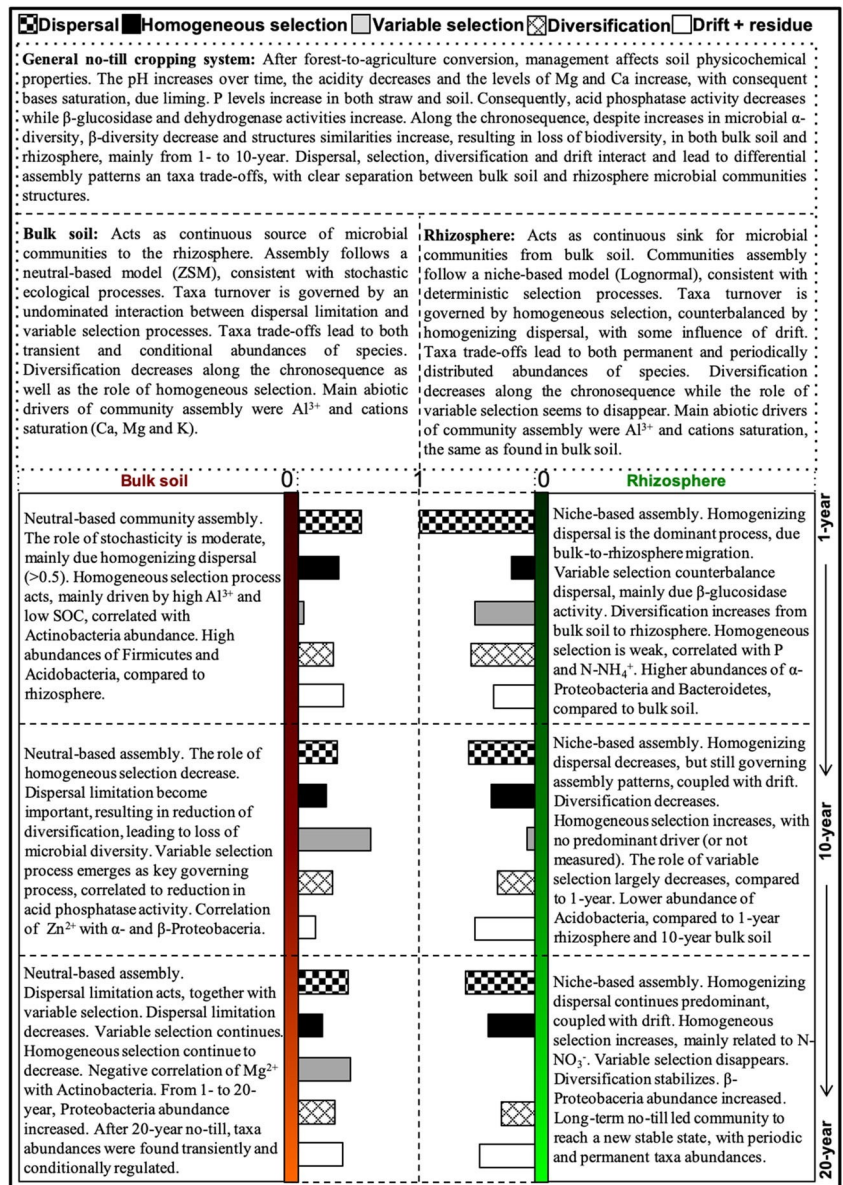 Dispersal Homogeneous selection Variable selection Diversification Drift + residue
General no-till cropping system: After forest-to-agriculture conversion, management affects soil physicochemical
properties. The pH increases over time, the acidity decreases and the levels of Mg and Ca increase, with consequent
bases saturation, due liming. P levels increase in both straw and soil. Consequently, acid phosphatase activity decreases
while β-glucosidase and dehydrogenase activities increase. Along the chronosequence, despite increases in microbial α-
diversity, β-diversity decrease and structures similarities increase, resulting in loss of biodiversity, in both bulk soil and
rhizosphere, mainly from 1- to 10-year. Dispersal, selection, diversification and drift interact and lead to differential
assembly patterns an taxa trade-offs, with clear separation between bulk soil and rhizosphere microbial communities
structures.
Bulk soil: Acts as continuous source of microbial
communities to the rhizosphere. Assembly follows a
neutral-based model (ZSM), consistent with stochastic
ecological processes. Taxa turnover is governed by an
undominated interaction between dispersal limitation and
variable selection processes. Taxa trade-offs lead to both
transient and conditional abundances of species.
Diversification decreases along the chronosequence as
well as the role of homogeneous selection. Main abiotic
drivers of community assembly were Al³⁺ and cations
saturation (Ca, Mg and K).
Rhizosphere: Acts as continuous sink for microbial
communities from bulk soil. Communities assembly
follow a niche-based model (Lognormal), consistent with
deterministic selection processes. Taxa turnover is
governed by homogeneous selection, counterbalanced by
homogenizing dispersal, with some influence of drift.
Taxa trade-offs lead to both permanent and periodically
distributed abundances of species. Diversification
decreases along the chronosequence while the role of
variable selection seems to disappear. Main abiotic drivers
of community assembly were Al³⁺ and cations saturation,
the same as found in bulk soil.
Bulk soil 0 1 0 Rhizosphere
Neutral-based community assembly.
The role of stochasticity is moderate,
mainly due homogenizing dispersal
(>0.5). Homogeneous selection process
acts, mainly driven by high Al³⁺ and
low SOC, correlated with
Actinobacteria abundance. High
abundances of Firmicutes and
Acidobacteria, compared to
rhizosphere.
Niche-based assembly. Homogenizing
dispersal is the dominant process, due
bulk-to-rhizosphere migration.
Variable selection counterbalance
dispersal, mainly due β-glucosidase
activity. Diversification increases from
bulk soil to rhizosphere. Homogeneous
selection is weak, correlated with P
and N-NH₄⁺. Higher abundances of α-
Proteobacteria and Bacteroidetes,
compared to bulk soil.
1-year
Neutral-based assembly. The role of
homogeneous selection decrease.
Dispersal limitation become
important, resulting in reduction of
diversification, leading to loss of
microbial diversity. Variable selection
process emerges as key governing
process, correlated to reduction in
acid phosphatase activity. Correlation
of Zn²⁺ with α- and β-Proteobaceria.
Niche-based assembly. Homogenizing
dispersal decreases, but still governing
assembly patterns, coupled with drift.
Diversification decreases.
Homogeneous selection increases, with
no predominant driver (or not
measured). The role of variable
selection largely decreases, compared
to 1-year. Lower abundance of
Acidobacteria, compared to 1-year
rhizosphere and 10-year bulk soil
10-year
Neutral-based assembly.
Dispersal limitation acts, together with
variable selection. Dispersal limitation
decreases. Variable selection continues.
Homogeneous selection continue to
decrease. Negative correlation of Mg²⁺
with Actinobacteria. From 1- to 20-
year, Proteobacteria abundance
increased. After 20-year no-till, taxa
abundances were found transiently and
conditionally regulated.
Niche-based assembly. Homogenizing
dispersal continues predominant,
coupled with drift. Homogeneous
selection increases, mainly related to N-
NO₃⁻. Variable selection disappears.
Diversification stabilizes. β-
Proteobaceria abundance increased.
Long-term no-till led community to
reach a new stable state, with periodic
and permanent taxa abundances.
20-year